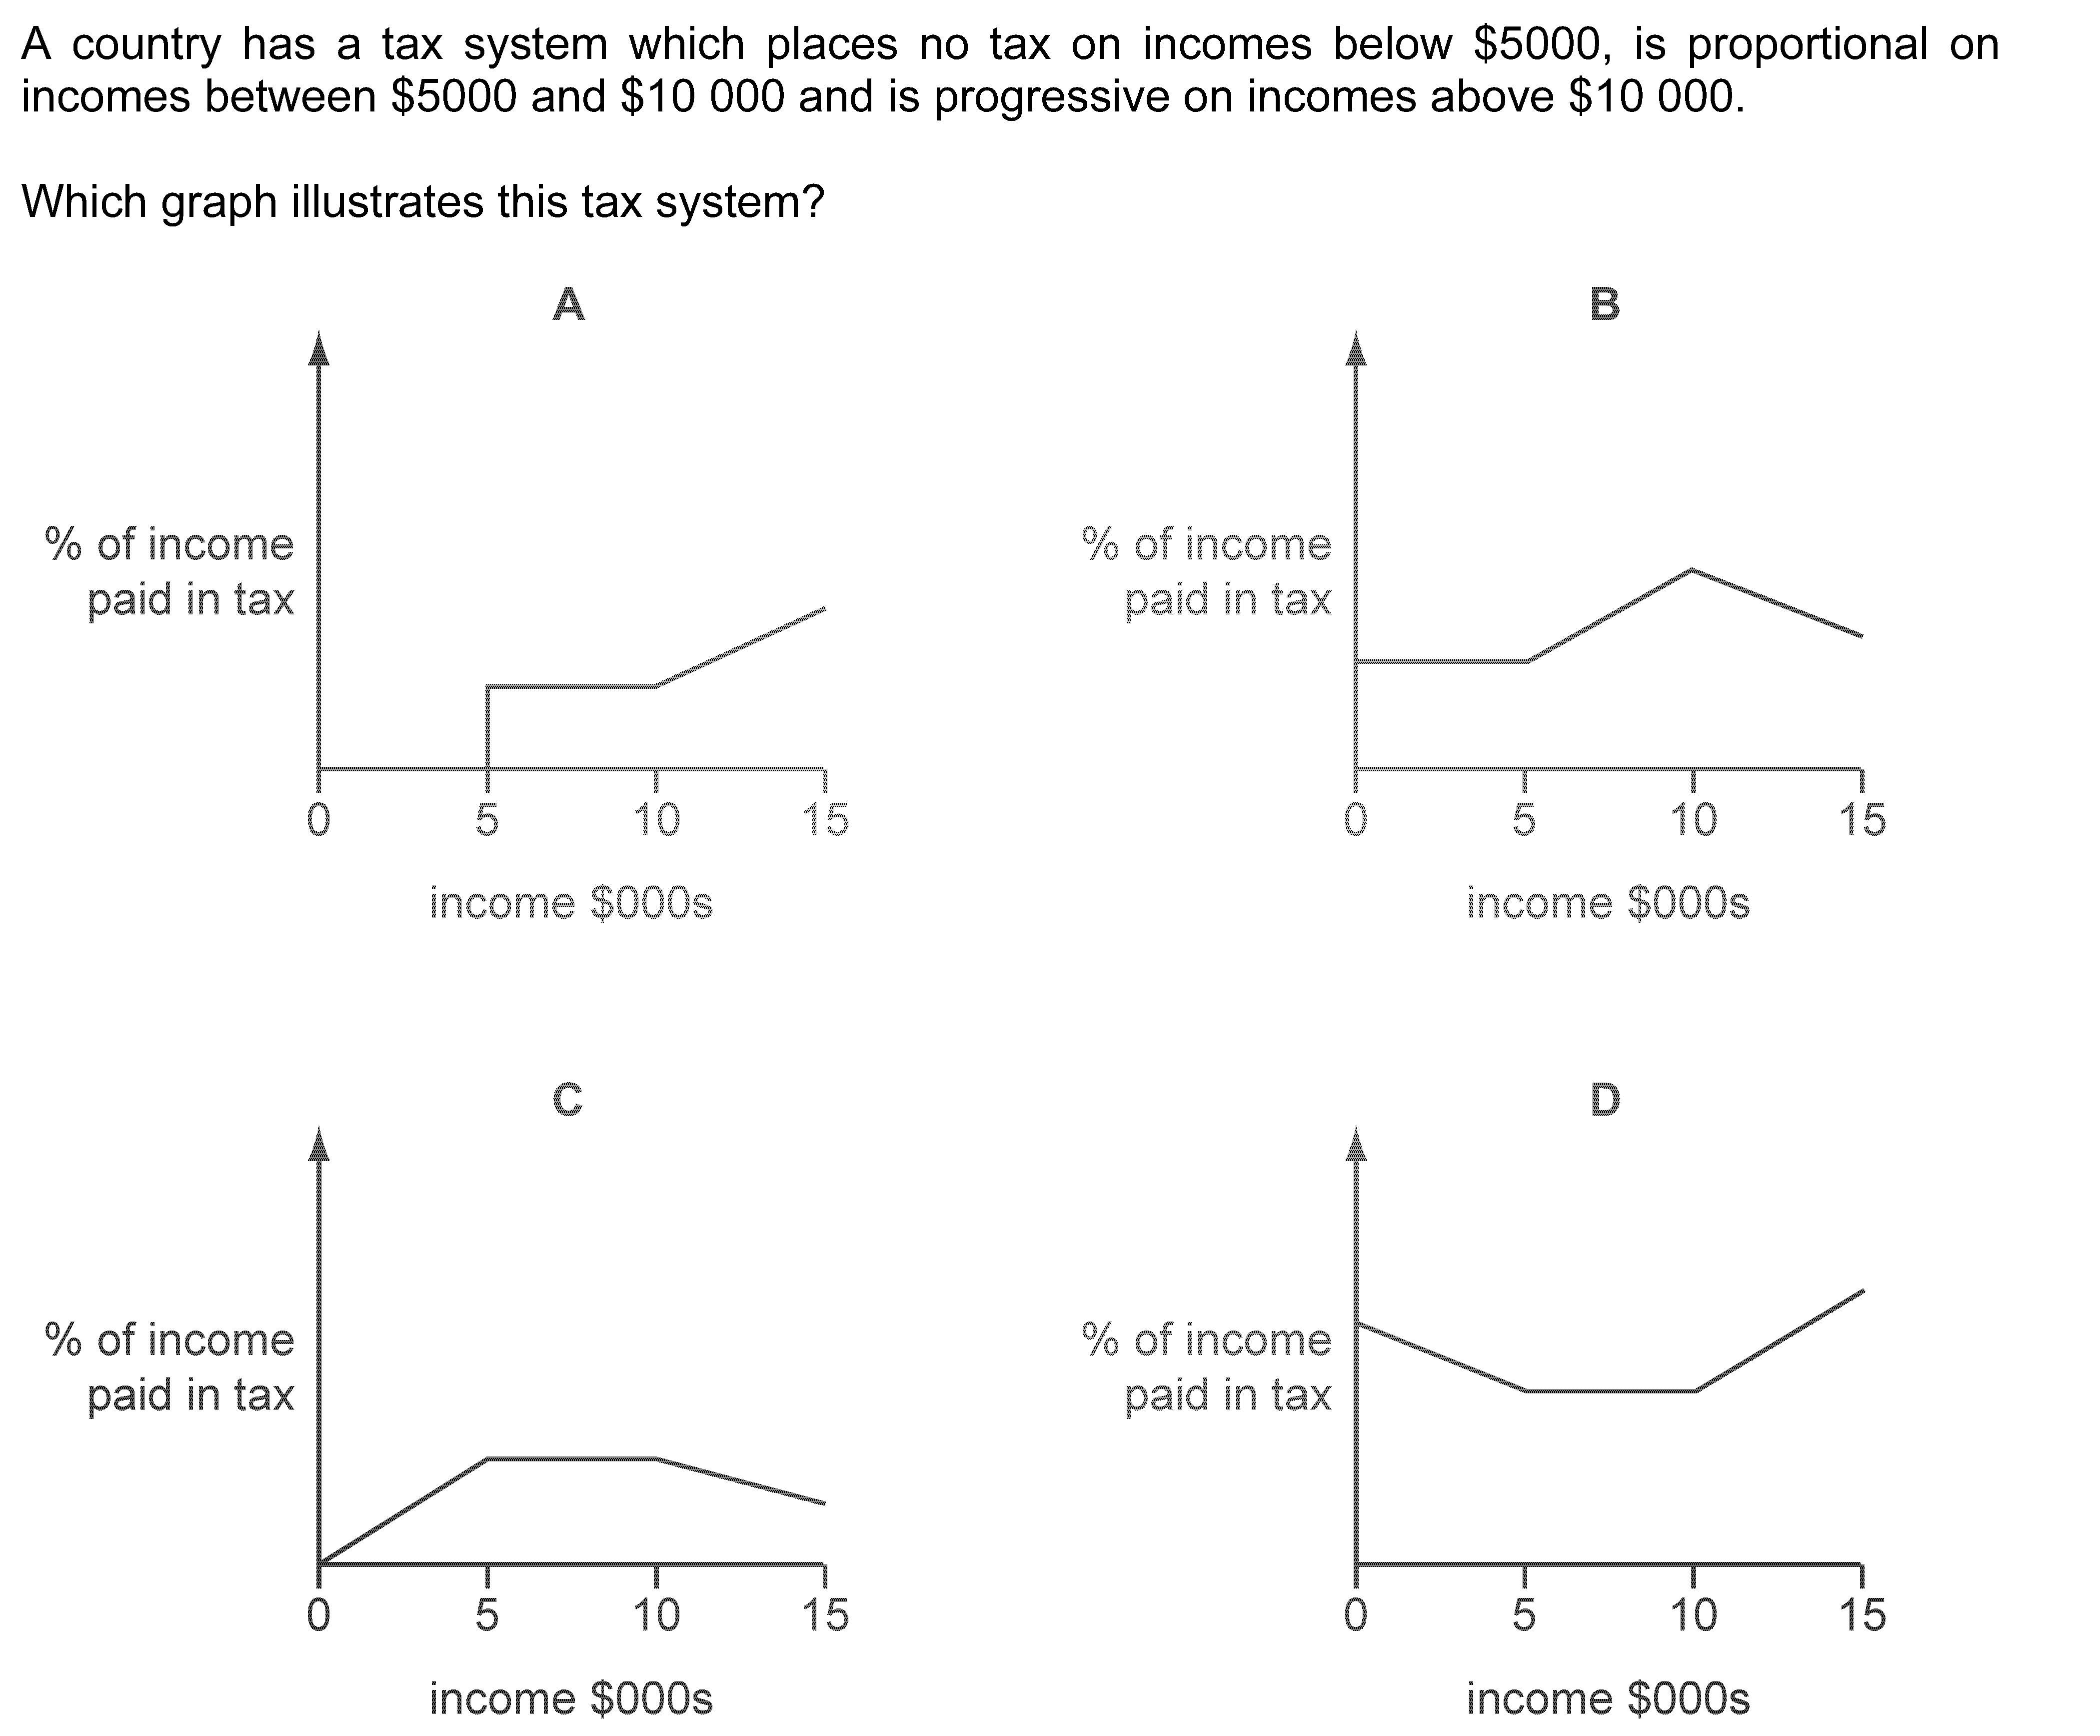 A country has a tax system which places no tax on incomes below $5000, is proportional on
incomes between $5000 and $10 000 and is progressive on incomes above $10 000.
Which graph illustrates this tax system?
A
% of income
paid in tax
0 5 10 15
income $000s
B
% of income
paid in tax
0 5 10 15
income $000s
C
% of income
paid in tax
0 5 10 15
income $000s
D
% of income
paid in tax
0 5 10 15
income $000s